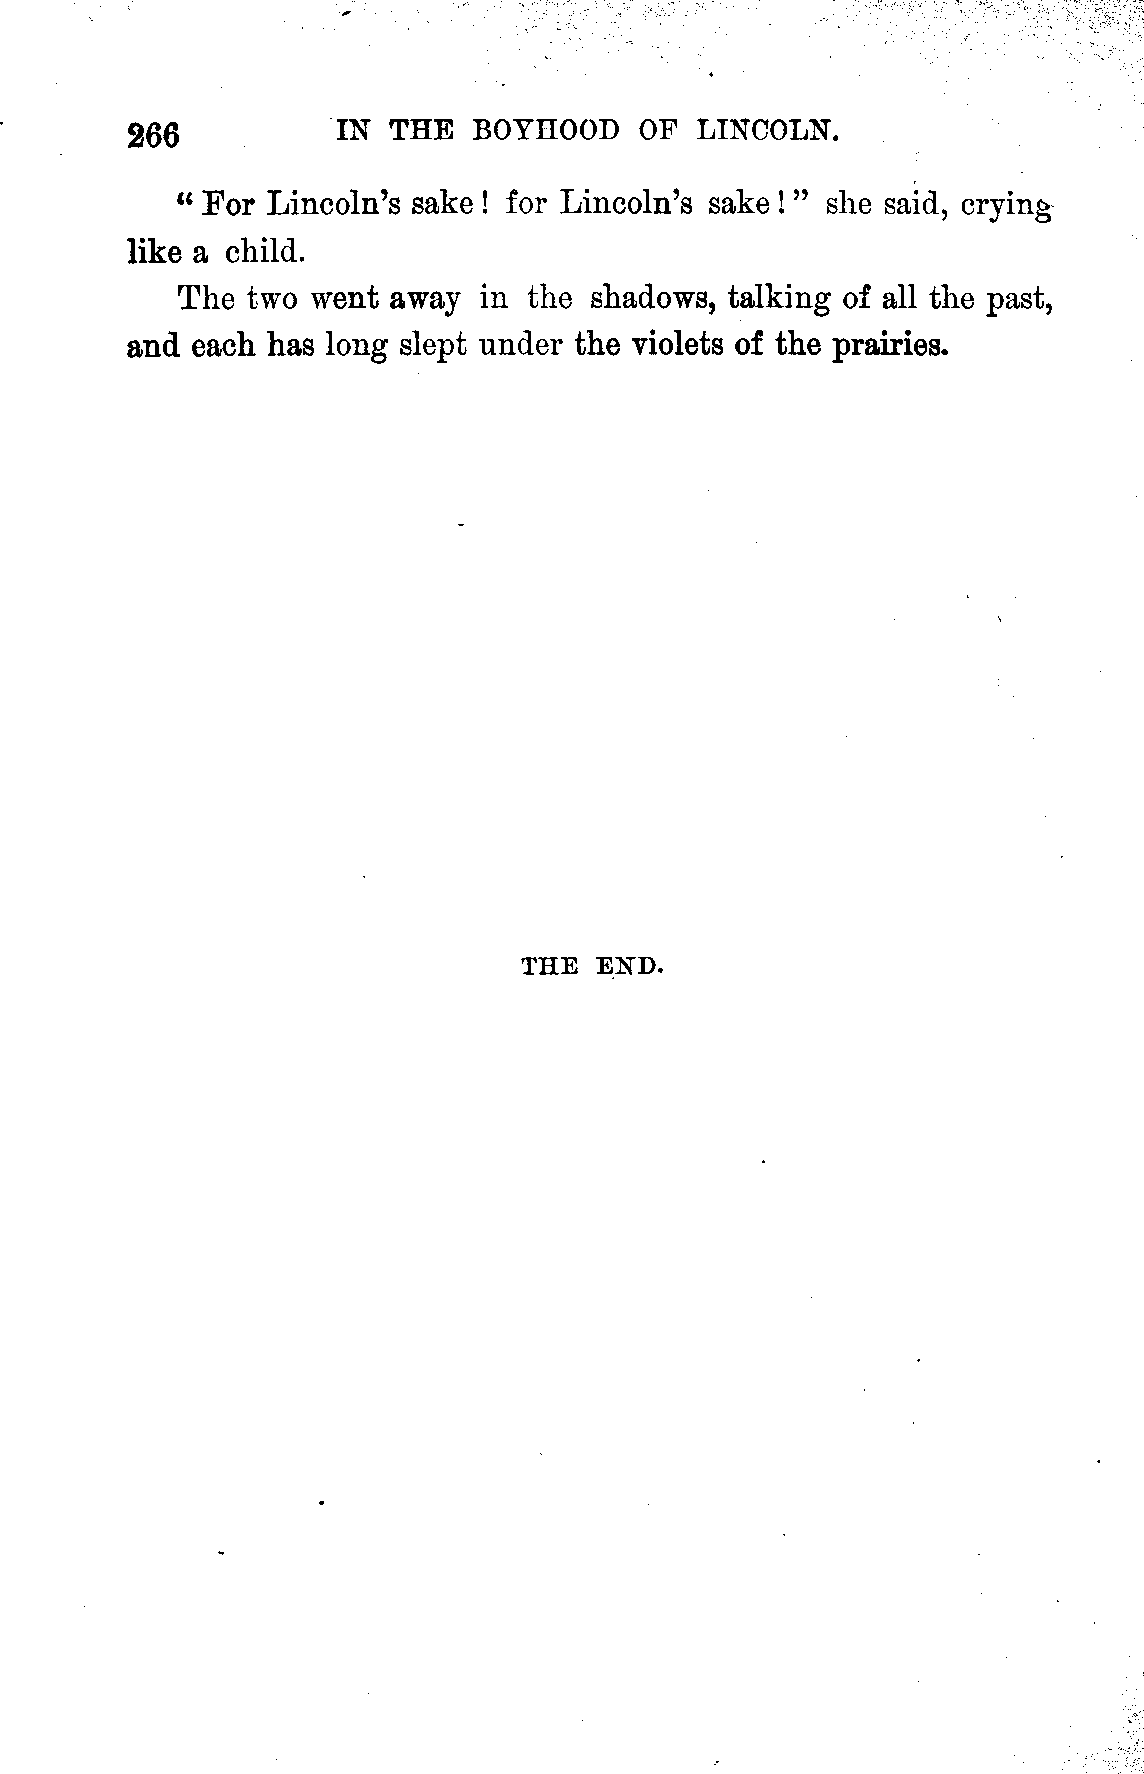 266 IN THE BOYHOOD OF LINCOLN.
“For Lincoln’s sake! for Lincoln’s sake!” she said, crying
like a child.
The two went away in the shadows, talking of all the past,
and each has long slept under the violets of the prairies.
THE END.